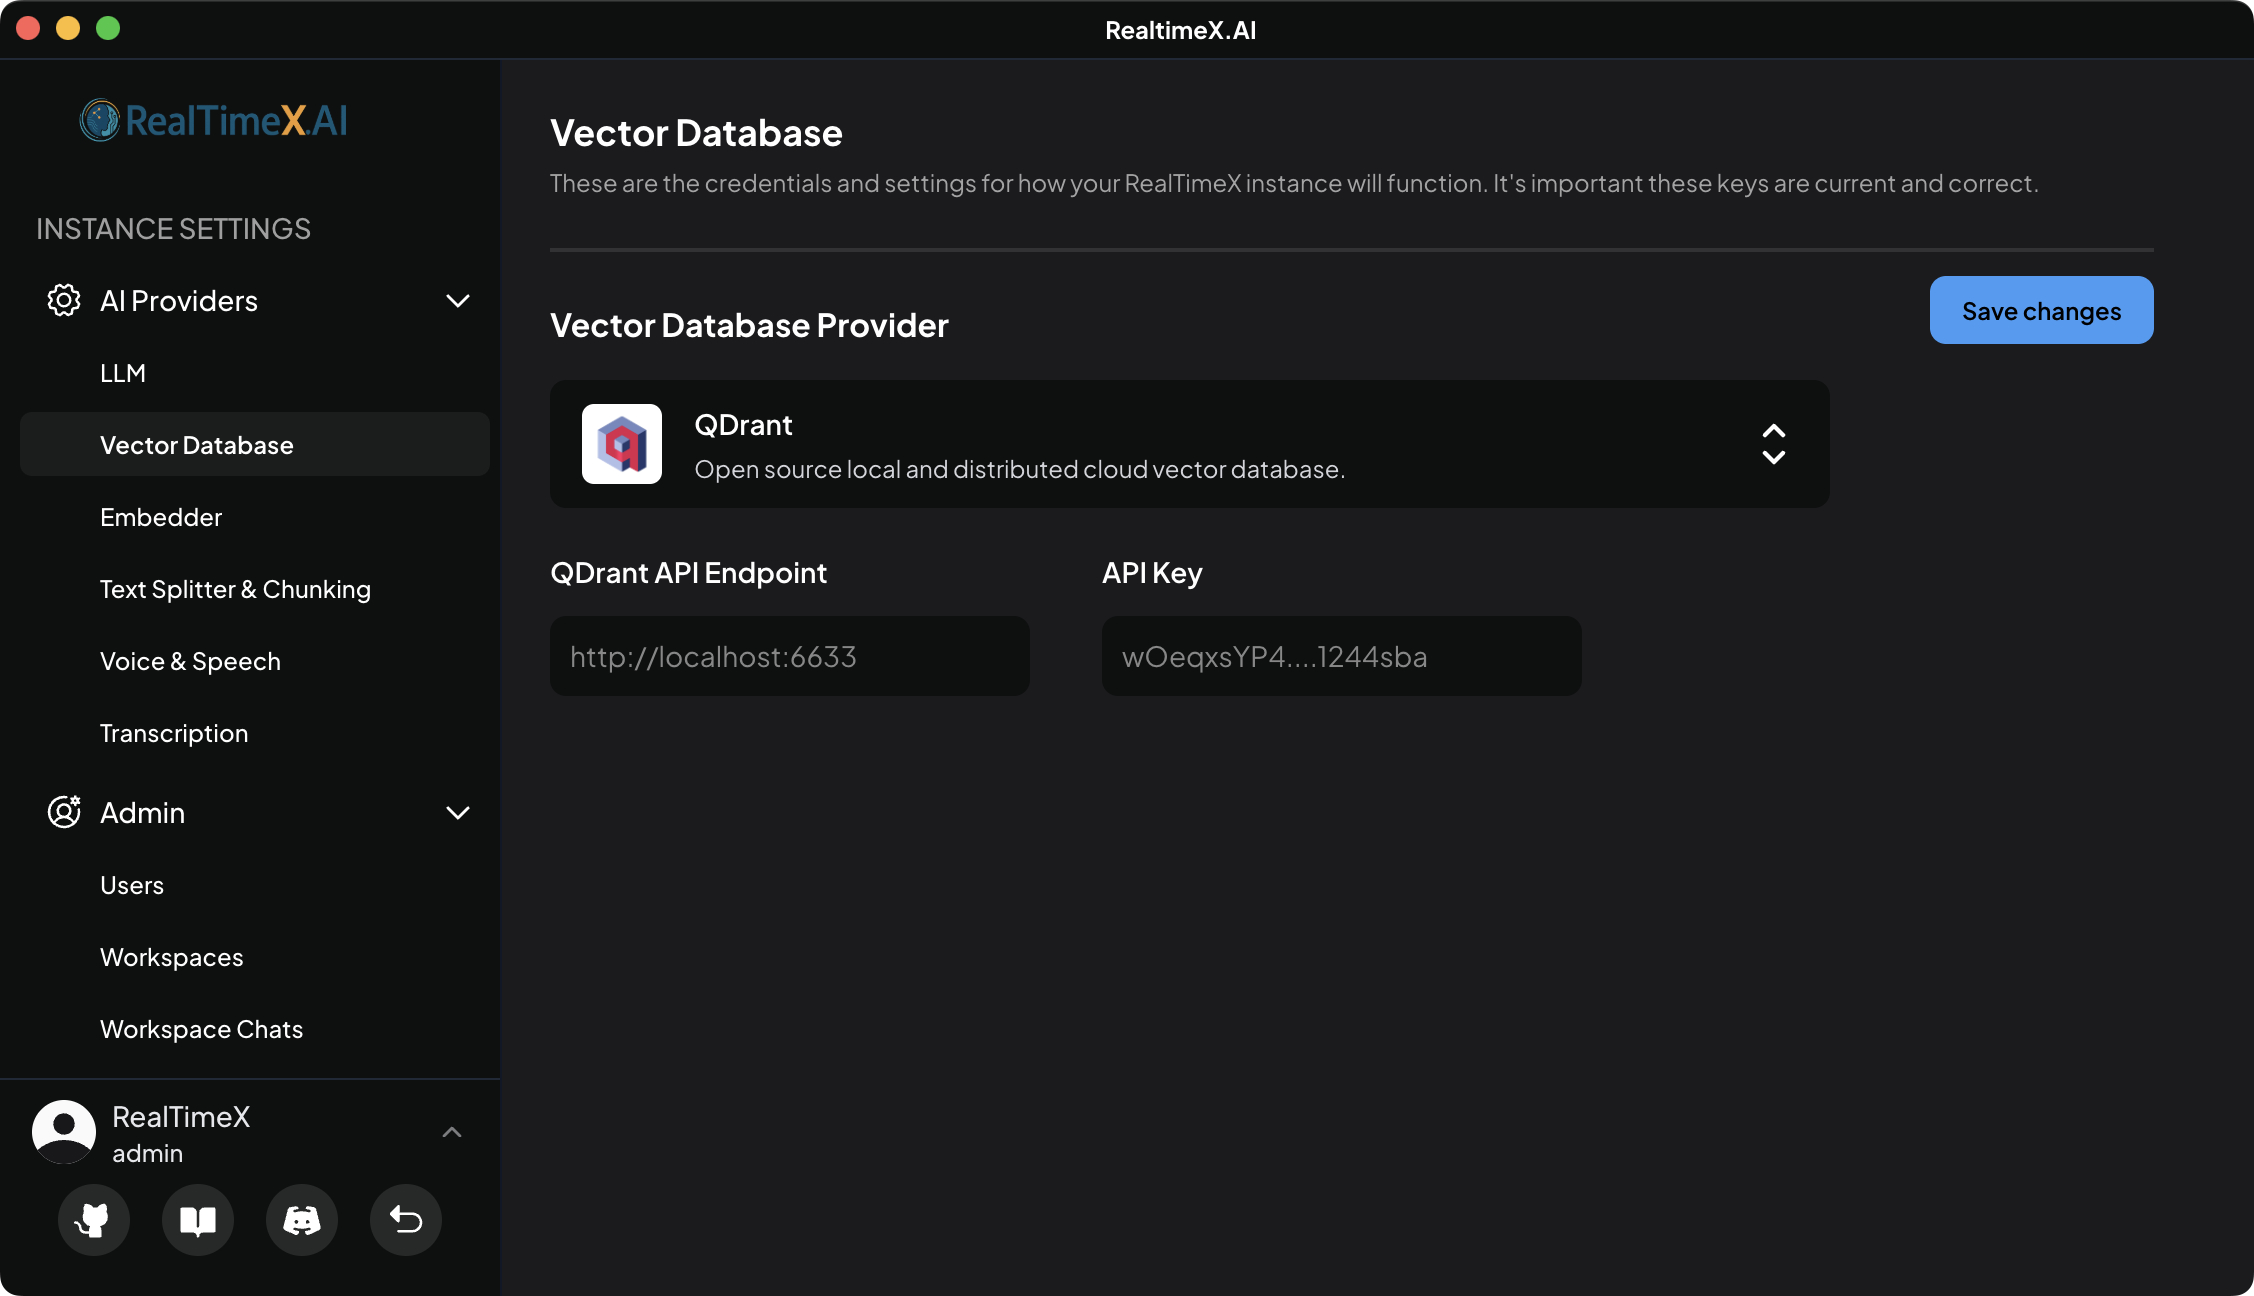 RealtimeX.AI
RealTimeX.AI
INSTANCE SETTINGS
AI Providers
LLM
Vector Database
Embedder
Text Splitter & Chunking
Voice & Speech
Transcription
Admin
Users
Workspaces
Workspace Chats
RealTimeX
admin
Vector Database
These are the credentials and settings for how your RealTimeX instance will function. It's important these keys are current and correct.
Save changes
Vector Database Provider
QDrant
Open source local and distributed cloud vector database.
QDrant API Endpoint
http://localhost:6633
API Key
wOeqxsYP4....1244sba